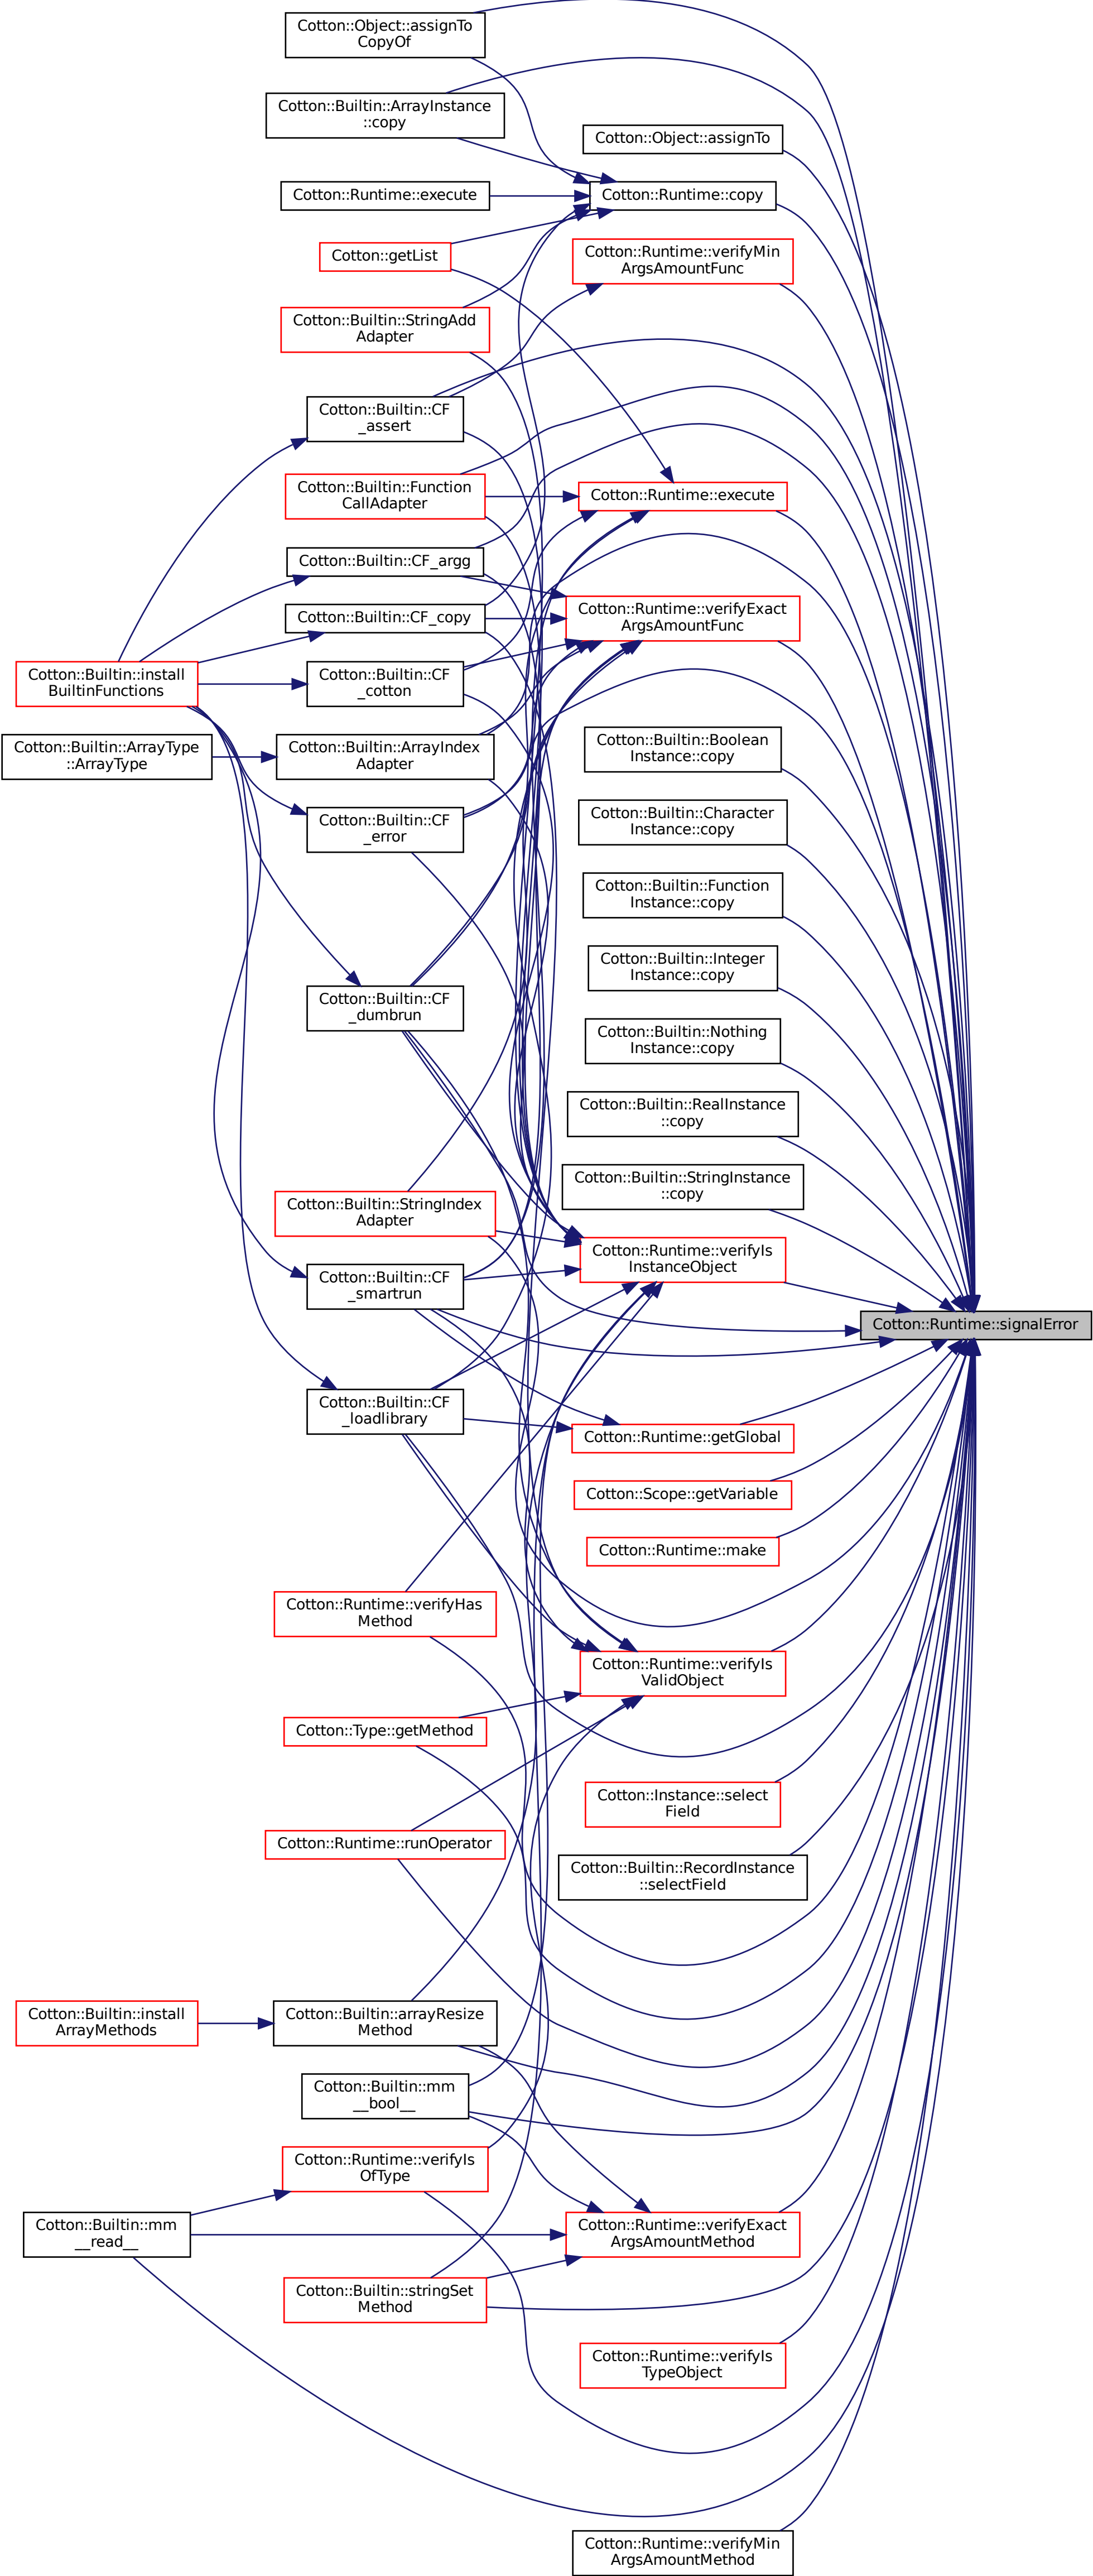 Cotton::Object::assignTo
CopyOf
Cotton::Builtin::ArrayInstance
::copy
Cotton::Object::assignTo
Cotton::Runtime::execute
Cotton::Runtime::copy
Cotton::getList
Cotton::Runtime::verifyMin
ArgsAmountFunc
Cotton::Builtin::StringAdd
Adapter
Cotton::Builtin::CF
_assert
Cotton::Builtin::Function
CallAdapter
Cotton::Runtime::execute
Cotton::Builtin::CF_argg
Cotton::Builtin::CF_copy
Cotton::Runtime::verifyExact
ArgsAmountFunc
Cotton::Builtin::install
BuiltinFunctions
Cotton::Builtin::CF
_cotton
Cotton::Builtin::ArrayType
::ArrayType
Cotton::Builtin::ArrayIndex
Adapter
Cotton::Builtin::Boolean
Instance::copy
Cotton::Builtin::CF
_error
Cotton::Builtin::Character
Instance::copy
Cotton::Builtin::Function
Instance::copy
Cotton::Builtin::Integer
Instance::copy
Cotton::Builtin::CF
_dumbrun
Cotton::Builtin::Nothing
Instance::copy
Cotton::Builtin::RealInstance
::copy
Cotton::Builtin::StringInstance
::copy
Cotton::Builtin::StringIndex
Adapter
Cotton::Runtime::verifyIs
InstanceObject
Cotton::Builtin::CF
_smartrun
Cotton::Runtime::signalError
Cotton::Builtin::CF
_loadlibrary
Cotton::Runtime::getGlobal
Cotton::Scope::getVariable
Cotton::Runtime::make
Cotton::Runtime::verifyHas
Method
Cotton::Runtime::verifyIs
ValidObject
Cotton::Type::getMethod
Cotton::Instance::select
Field
Cotton::Runtime::runOperator
Cotton::Builtin::RecordInstance
::selectField
Cotton::Builtin::install
ArrayMethods
Cotton::Builtin::arrayResize
Method
Cotton::Builtin::mm
__bool__
Cotton::Runtime::verifyIs
OfType
Cotton::Builtin::mm
__read__
Cotton::Runtime::verifyExact
ArgsAmountMethod
Cotton::Builtin::stringSet
Method
Cotton::Runtime::verifyIs
TypeObject
Cotton::Runtime::verifyMin
ArgsAmountMethod